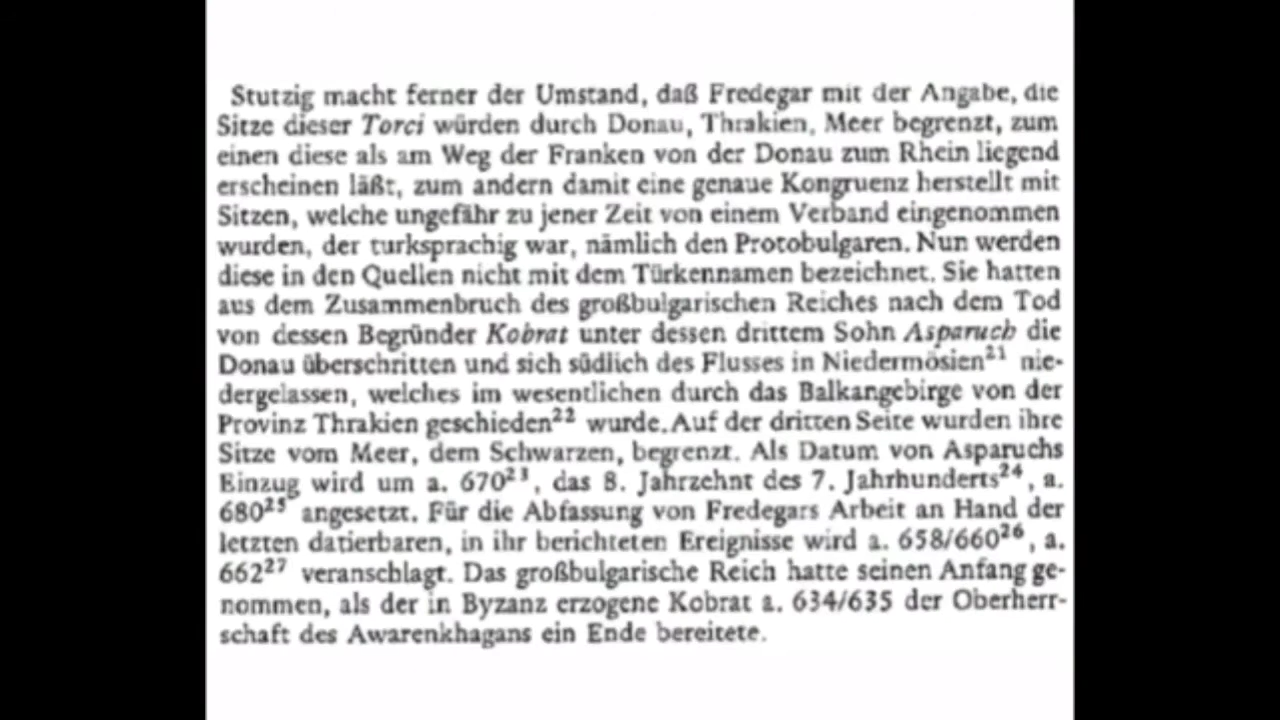 Stutzig macht ferner der Umstand, daß Fredegar mit der Angabe, die
Sitze dieser Torci würden durch Donau, Thrakien, Meer begrenzt, zum
einen diese als am Weg der Franken von der Donau zum Rhein liegend
erscheinen läßt, zum andern damit eine genaue Kongruenz herstellt mit
Sitzen, welche ungefähr zu jener Zeit von einem Verband eingenommen
wurden, der turksprachig war, nämlich den Protobulgaren. Nun werden
diese in den Quellen nicht mit dem Türkennamen bezeichnet. Sie hatten
aus dem Zusammenbruch des großbulgarischen Reiches nach dem Tod
von dessen Begründer Kobrat unter dessen drittem Sohn Asparuch die
Donau überschritten und sich südlich des Flusses in Niedermösien²¹ nie-
dergelassen, welches im wesentlichen durch das Balkangebirge von der
Provinz Thrakien geschieden²² wurde. Auf der dritten Seite wurden ihre
Sitze vom Meer, dem Schwarzen, begrenzt. Als Datum von Asparuchs
Einzug wird um a. 670²³, das 8. Jahrzehnt des 7. Jahrhunderts²⁴, a.
680²⁵ angesetzt. Für die Abfassung von Fredegars Arbeit an Hand der
letzten datierbaren, in ihr berichteten Ereignisse wird a. 658/660²⁶, a.
662²⁷ veranschlagt. Das großbulgarische Reich hatte seinen Anfang ge-
nommen, als der in Byzanz erzogene Kobrat a. 634/635 der Oberherr-
schaft des Awarenkhagans ein Ende bereitete.